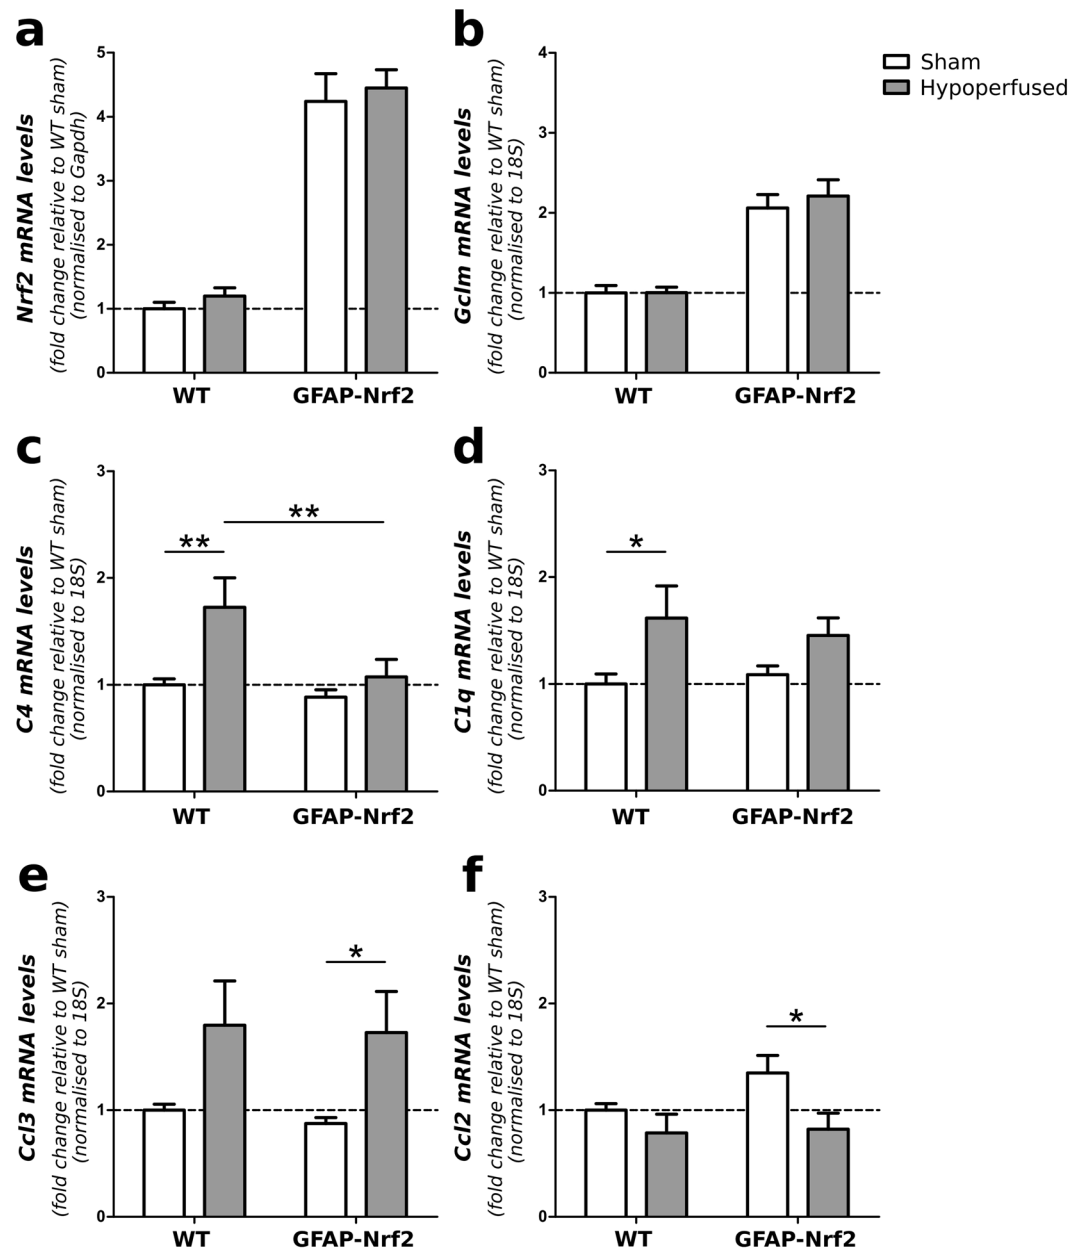 a
Nrf2 mRNA levels
(fold change relative to WT sham)
(normalised to Gapdh)
5
4
3
2
1
0
WT
GFAP-Nrf2
b
Gclm mRNA levels
(fold change relative to WT sham)
(normalised to 18S)
4
3
2
1
0
WT
GFAP-Nrf2
Sham
Hypoperfused
c
C4 mRNA levels
(fold change relative to WT sham)
(normalised to 18S)
3
2
1
0
**
**
WT
GFAP-Nrf2
d
C1q mRNA levels
(fold change relative to WT sham)
(normalised to 18S)
3
2
1
0
*
WT
GFAP-Nrf2
e
Ccl3 mRNA levels
(fold change relative to WT sham)
(normalised to 18S)
3
2
1
0
*
WT
GFAP-Nrf2
f
Ccl2 mRNA levels
(fold change relative to WT sham)
(normalised to 18S)
3
2
1
0
*
WT
GFAP-Nrf2